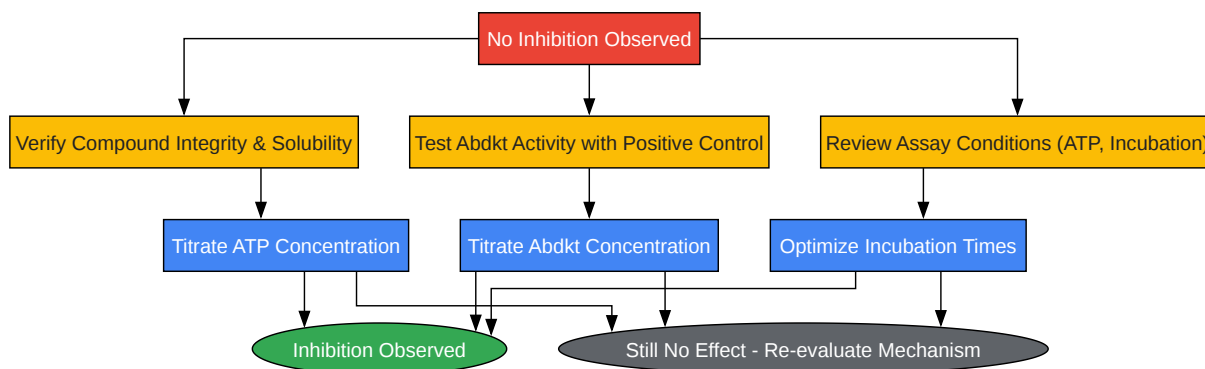 No Inhibition Observed
Verify Compound Integrity & Solubility
Test Abdkt Activity with Positive Control
Review Assay Conditions (ATP, Incubation)
Titrate ATP Concentration
Titrate Abdkt Concentration
Optimize Incubation Times
Inhibition Observed
Still No Effect - Re-evaluate Mechanism